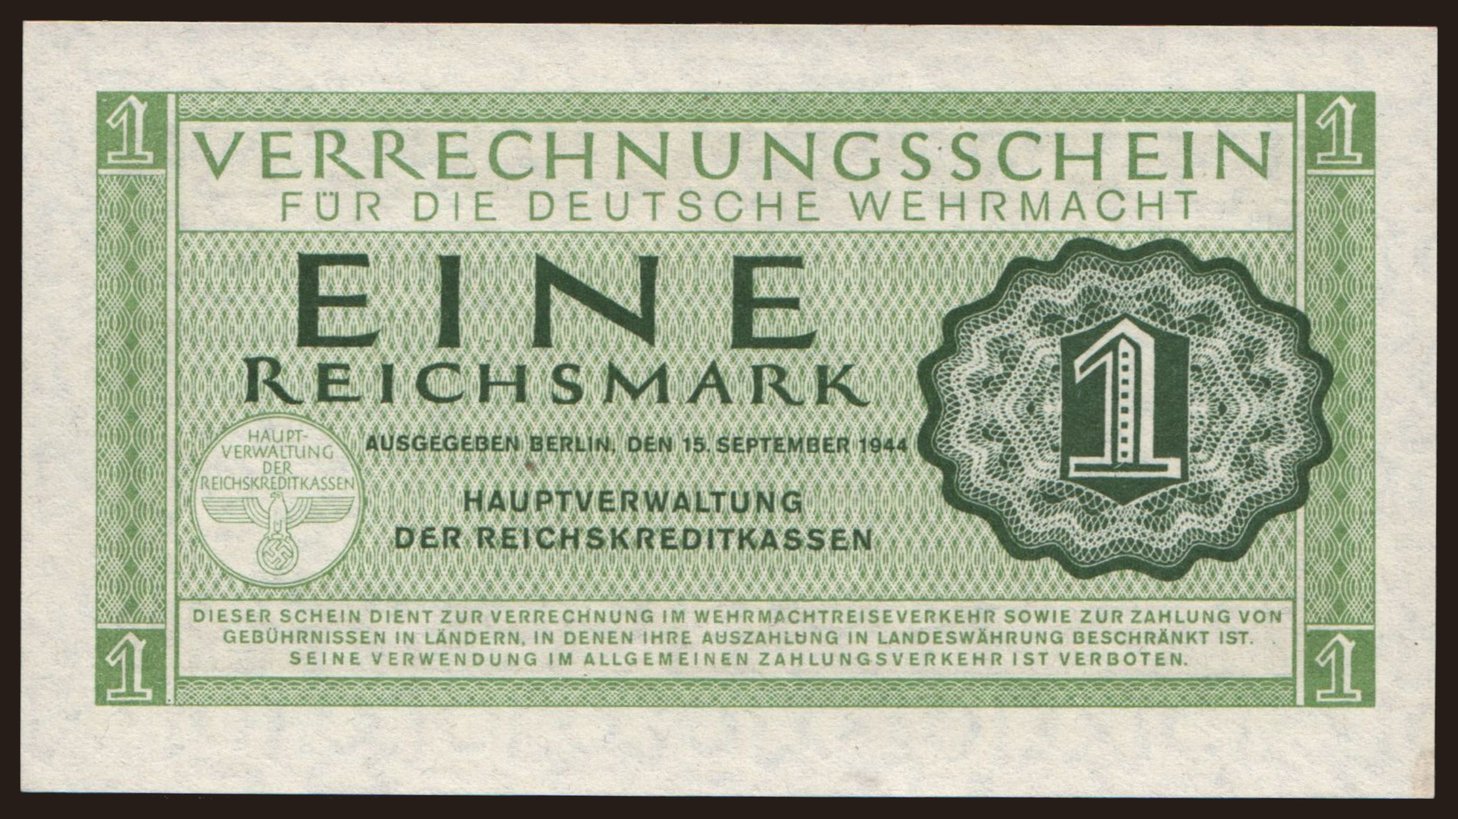 1
1
VERRECHNUNGSSCHEIN
FÜR DIE DEUTSCHE WEHRMACHT
EINE
REICHSMARK
1
HAUPT-
VERWALTUNG
DER
REICHSKREDITKASSEN
AUSGEGEBEN BERLIN, DEN 15. SEPTEMBER 1944
HAUPTVERWALTUNG
DER REICHSKREDITKASSEN
DIESER SCHEIN DIENT ZUR VERRECHNUNG IM WEHRMACHTREISEVERKEHR SOWIE ZUR ZAHLUNG VON
GEBÜHRNISSEN IN LÄNDERN, IN DENEN IHRE AUSZAHLUNG IN LANDESWÄHRUNG BESCHRÄNKT IST.
SEINE VERWENDUNG IM ALLGEMEINEN ZAHLUNGSVERKEHR IST VERBOTEN.
1
1